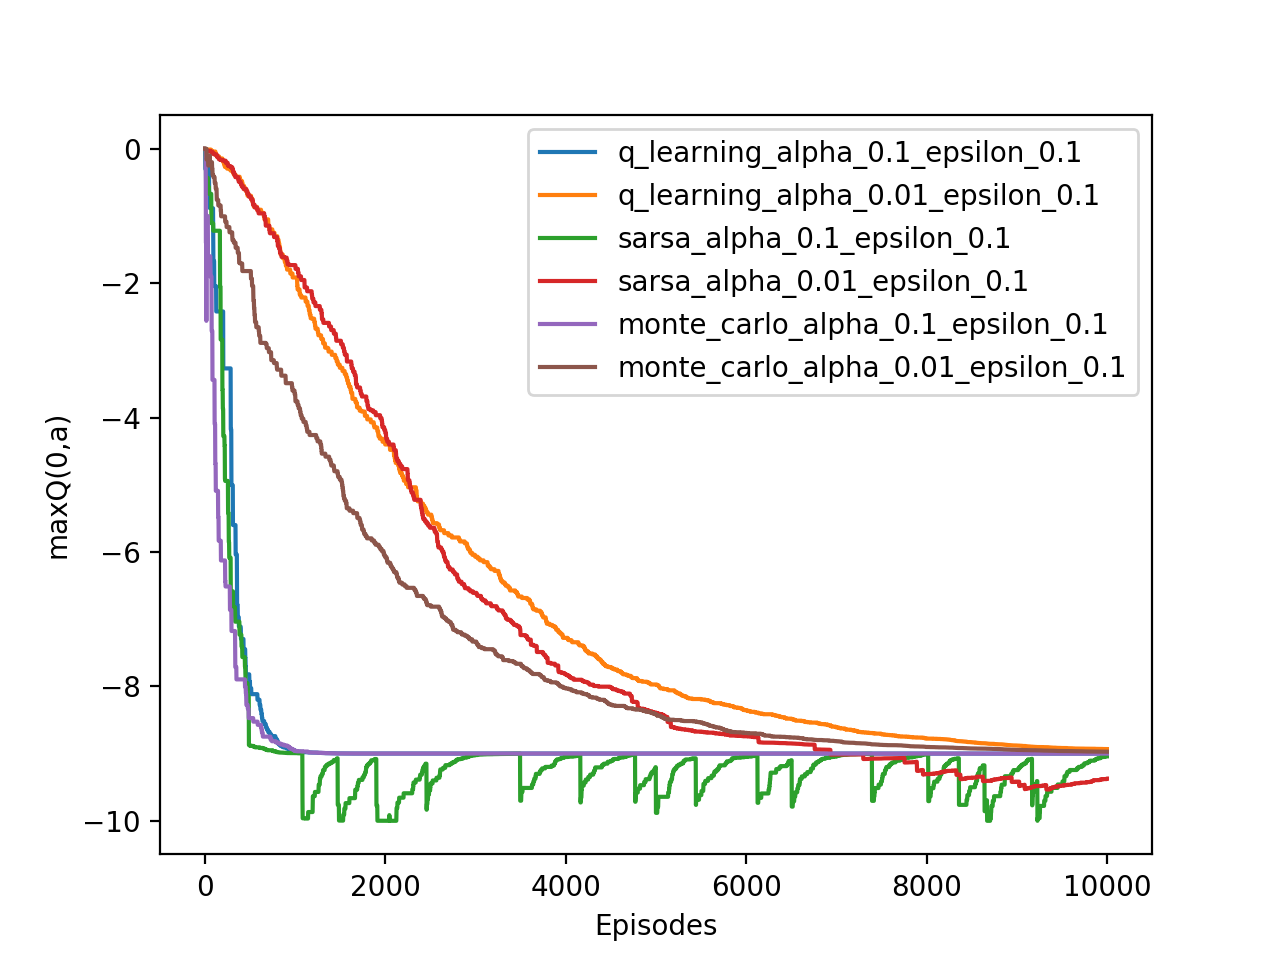 q_learning_alpha_0.1_epsilon_0.1
q_learning_alpha_0.01_epsilon_0.1
sarsa_alpha_0.1_epsilon_0.1
sarsa_alpha_0.01_epsilon_0.1
monte_carlo_alpha_0.1_epsilon_0.1
monte_carlo_alpha_0.01_epsilon_0.1
maxQ(0,a)
0
−2
−4
−6
−8
−10
0 2000 4000 6000 8000 10000
Episodes